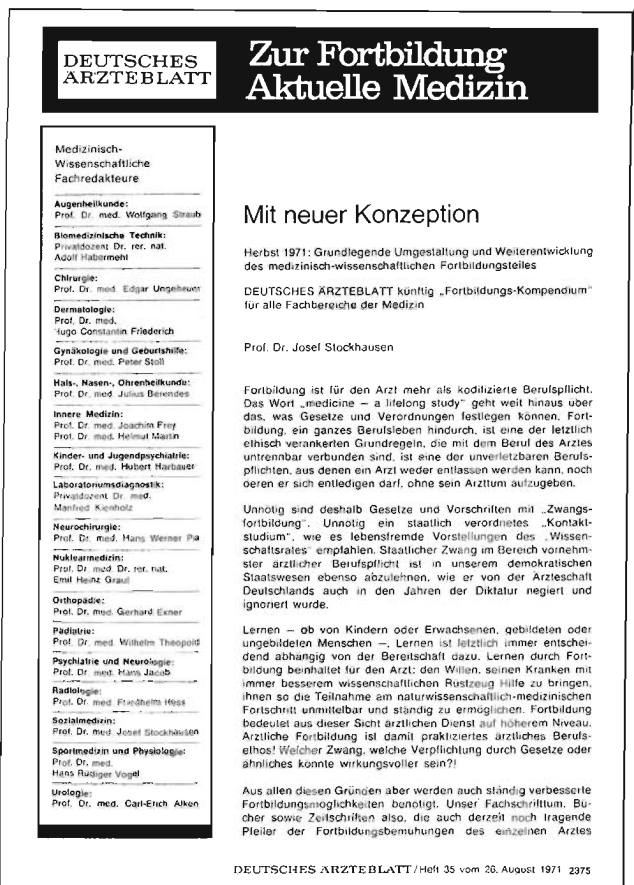 DEUTSCHES
ÄRZTEBLATT
Zur Fortbildung
Aktuelle Medizin
Medizinisch-
Wissenschaftliche
Fachredakteure
Augenheilkunde:
Prof. Dr. med. Wolfgang Straub
Biomedizinische Technik:
Privatdozent Dr. rer. nat.
Adolf Habermehl
Chirurgie:
Prof. Dr. med. Edgar Ungeheuer
Dermatologie:
Prof. Dr. med.
Hugo Constantin Friederich
Gynäkologie und Geburtshilfe:
Prof. Dr. med. Peter Stoll
Hals-, Nasen-, Ohrenheilkunde:
Prof. Dr. med. Julius Berendes
Innere Medizin:
Prof. Dr. med. Joachim Frey
Prof. Dr. med. Helmut Martin
Kinder- und Jugendpsychiatrie:
Prof. Dr. med. Hubert Harbauer
Laboratoriumsdiagnostik:
Privatdozent Dr. med.
Manfred Kienholz
Neurochirurgie:
Prof. Dr. med. Hans Werner Pia
Nuklearmedizin:
Prof. Dr. med. Dr. rer. nat.
Emil Heinz Graul
Orthopädie:
Prof. Dr. med. Gerhard Exner
Pädiatrie:
Prof. Dr. med. Wilhelm Theopold
Psychiatrie und Neurologie:
Prof. Dr. med. Hans Jacob
Radiologie:
Prof. Dr. med. Friedhelm Hess
Sozialmedizin:
Prof. Dr. med. Josef Stockhausen
Sportmedizin und Physiologie:
Prof. Dr. med.
Hans Rüdiger Vogel
Urologie:
Prof. Dr. med. Carl-Erich Alken
Mit neuer Konzeption
Herbst 1971: Grundlegende Umgestaltung und Weiterentwicklung
des medizinisch-wissenschaftlichen Fortbildungsteiles
DEUTSCHES ÄRZTEBLATT künftig „Fortbildungs-Kompendium“
für alle Fachbereiche der Medizin
Prof. Dr. Josef Stockhausen
Fortbildung ist für den Arzt mehr als kodifizierte Berufspflicht.
Das Wort „medicine – a lifelong study“ geht weit hinaus über
das, was Gesetze und Verordnungen festlegen können. Fort-
bildung, ein ganzes Berufsleben hindurch, ist eine der letztlich
ethisch verankerten Grundregeln, die mit dem Beruf des Arztes
untrennbar verbunden sind, ist eine der unverletzbaren Berufs-
pflichten, aus denen ein Arzt weder entlassen werden kann, noch
deren er sich entledigen darf, ohne sein Arzttum aufzugeben.
Unnötig sind deshalb Gesetze und Vorschriften mit „Zwangs-
fortbildung“. Unnötig ein staatlich verordnetes „Kontakt-
studium“, wie es lebensfremde Vorstellungen des „Wissen-
schaftsrates“ empfahlen. Staatlicher Zwang im Bereich vornehm-
ster ärztlicher Berufspflicht ist in unserem demokratischen
Staatswesen ebenso abzulehnen, wie er von der Ärzteschaft
Deutschlands auch in den Jahren der Diktatur negiert und
ignoriert wurde.
Lernen – ob von Kindern oder Erwachsenen, gebildeten oder
ungebildeten Menschen –, Lernen ist letztlich immer entschei-
dend abhängig von der Bereitschaft dazu. Lernen durch Fort-
bildung beinhaltet für den Arzt: den Willen, seinen Kranken mit
immer besserem wissenschaftlichen Rüstzeug Hilfe zu bringen,
ihnen so die Teilnahme am naturwissenschaftlich-medizinischen
Fortschritt unmittelbar und ständig zu ermöglichen. Fortbildung
bedeutet aus dieser Sicht ärztlichen Dienst auf höherem Niveau.
Ärztliche Fortbildung ist damit praktiziertes ärztliches Berufs-
ethos! Welcher Zwang, welche Verpflichtung durch Gesetze oder
ähnliches könnte wirkungsvoller sein?!
Aus allen diesen Gründen aber werden auch ständig verbesserte
Fortbildungsmöglichkeiten benötigt. Unser Fachschrifttum, Bü-
cher sowie Zeitschriften also, die auch derzeit noch tragende
Pfeiler der Fortbildungsbemühungen des einzelnen Arztes
DEUTSCHES ÄRZTEBLATT/Heft 35 vom 26. August 1971 2375